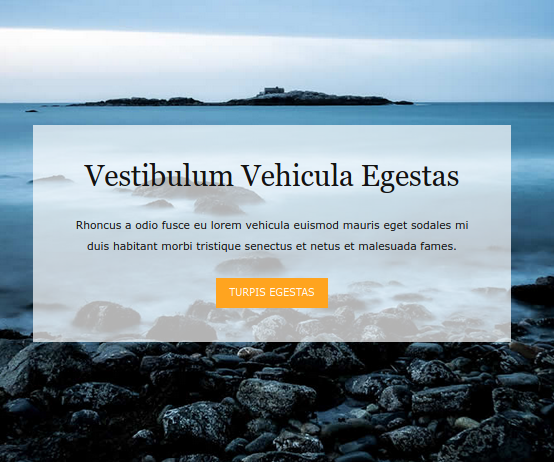 Vestibulum Vehicula Egestas
Rhoncus a odio fusce eu lorem vehicula euismod mauris eget sodales mi
duis habitant morbi tristique senectus et netus et malesuada fames.
TURPIS EGESTAS